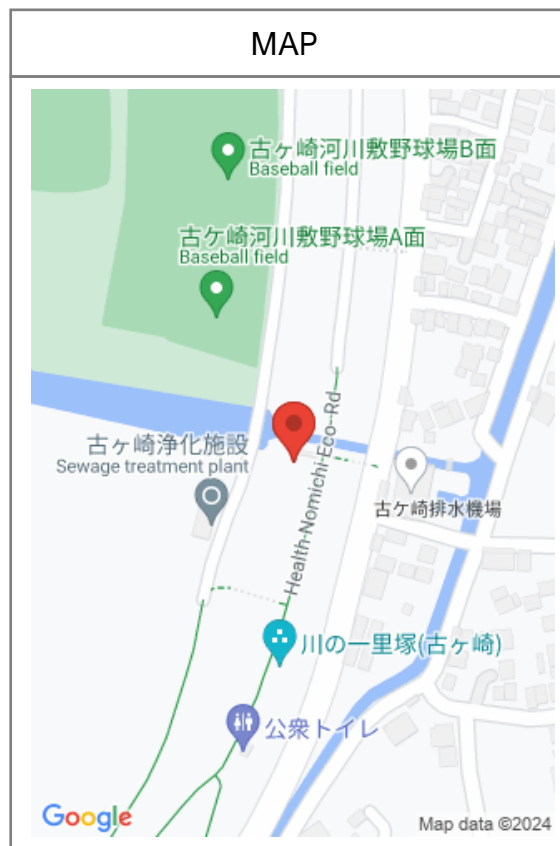 MAP
古ヶ崎河川敷野球場B面
Baseball field
古ケ崎河川敷野球場A面
Baseball field
古ヶ崎浄化施設
Sewage treatment plant
Health-Nomichi-Eco-Rd
古ケ崎排水機場
川の一里塚(古ヶ崎)
公衆トイレ
Google
Map data ©2024